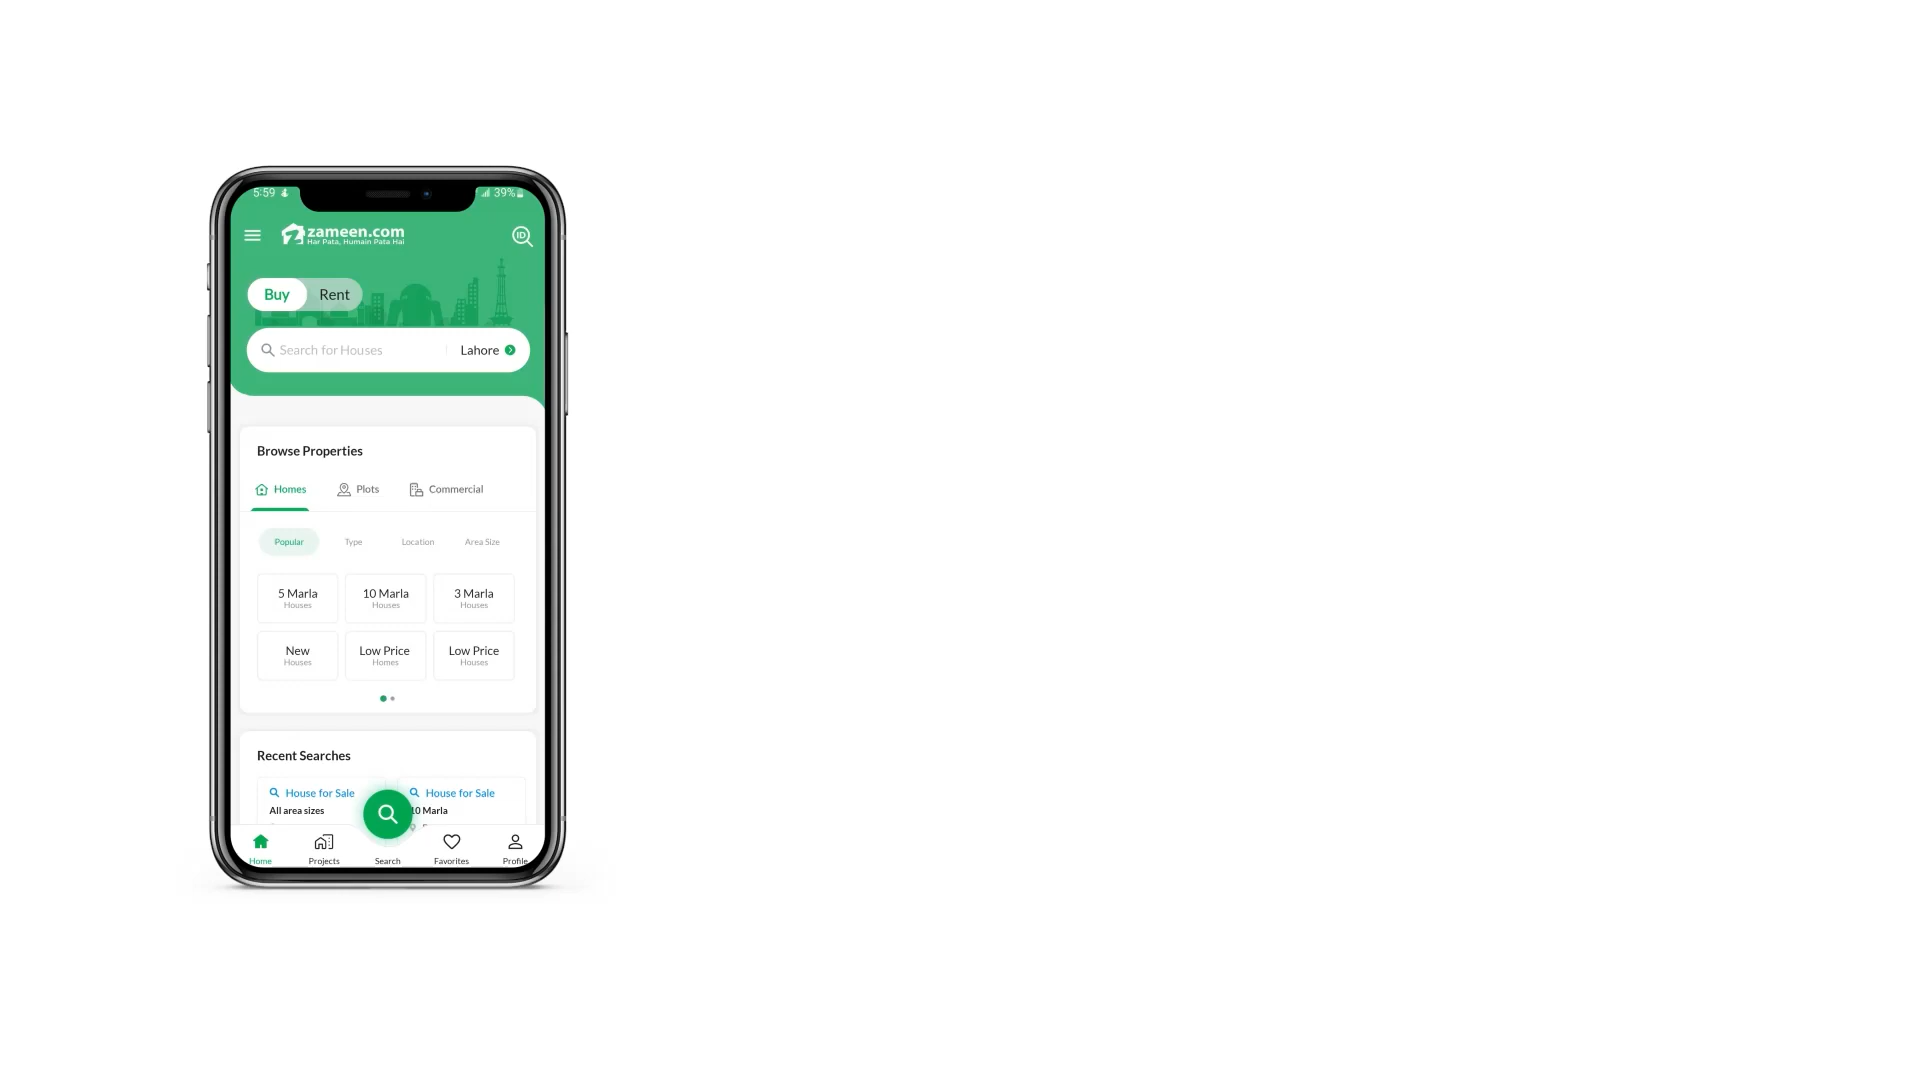 5:59
39%
zameen.com
Har Pata, Humain Pata Hai
ID
Buy Rent
Search for Houses Lahore
Browse Properties
Homes Plots Commercial
Popular Type Location Area Size
5 Marla 10 Marla 3 Marla
Houses Houses Houses
New Low Price Low Price
Houses Homes Houses
Recent Searches
House for Sale House for Sale
All area sizes 10 Marla
Home Projects Search Favorites Profile